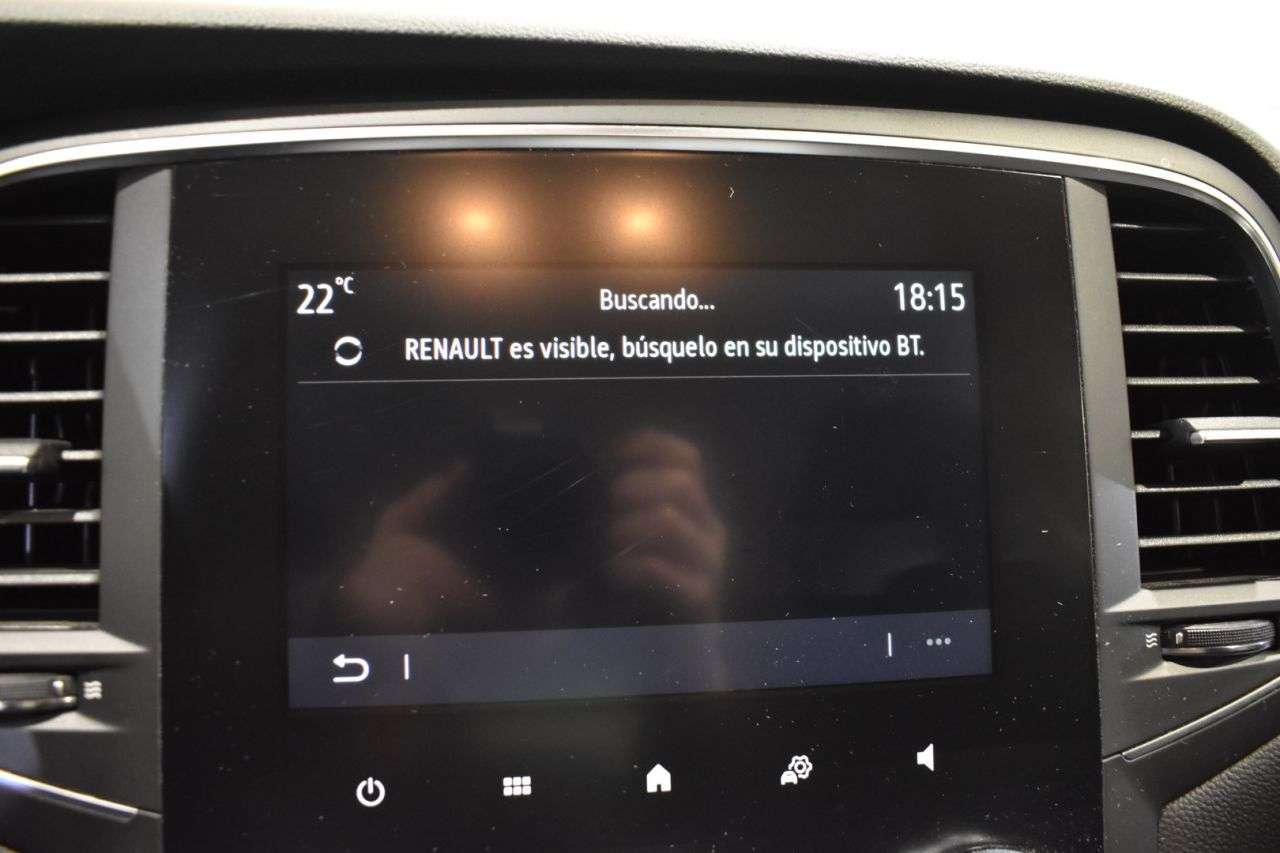 22°C Buscando... 18:15
RENAULT es visible, búsquelo en su dispositivo BT.